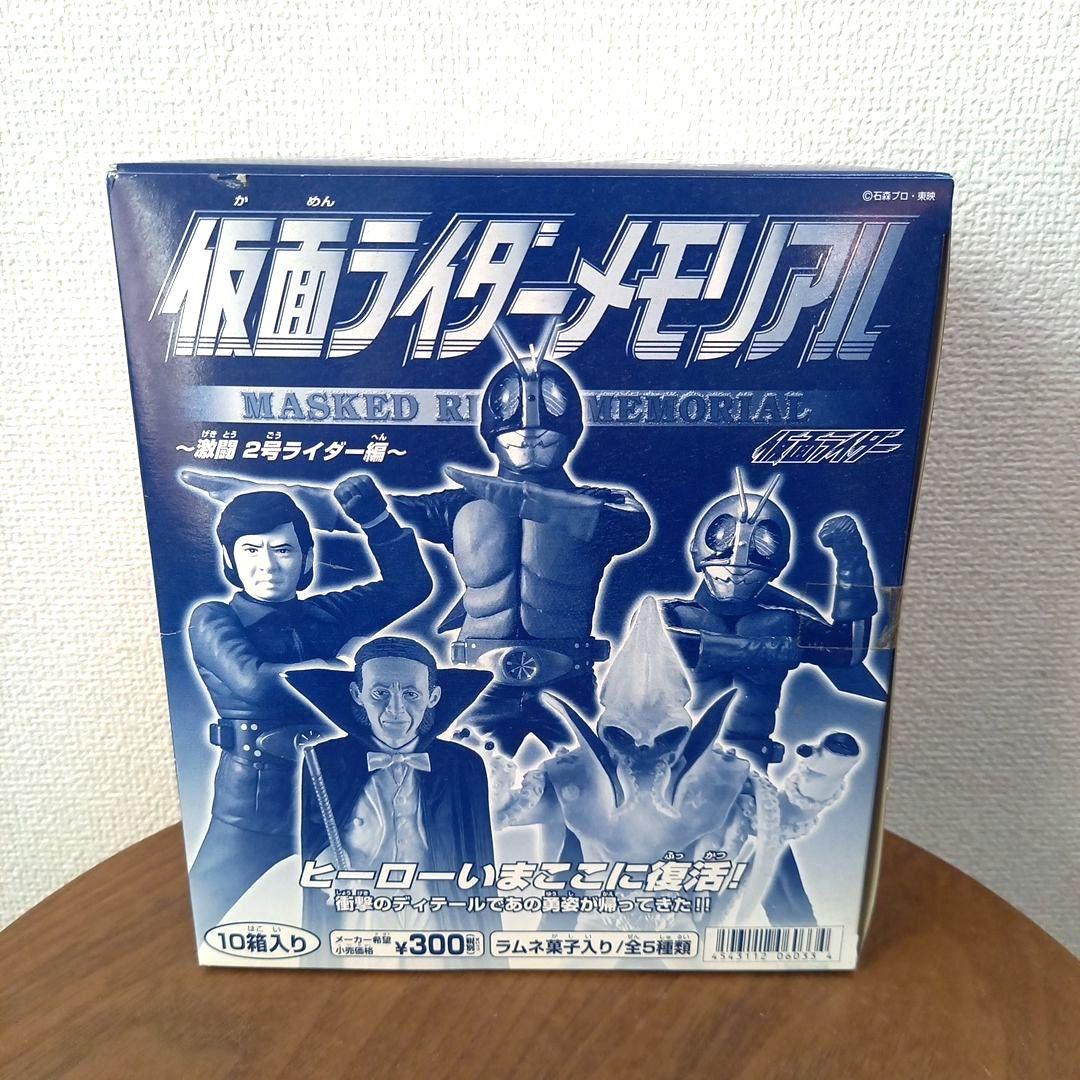 ©石森プロ・東映
か めん
仮面ライダーメモリアル
MASKED RI MEMORIAL
げき とう ごう へん
～激闘 2号ライダー編～
仮面ライダー
ふっ かつ
ヒーローいまここに復活!
しょう げき ゆう し かえ
衝撃のディテールであの勇姿が帰ってきた!!
はこ い
10箱入り
メーカー希望
小売価格
¥300(税別)
が し い ぜん しゅ るい
ラムネ菓子入り/全5種類
4543112 06033 4